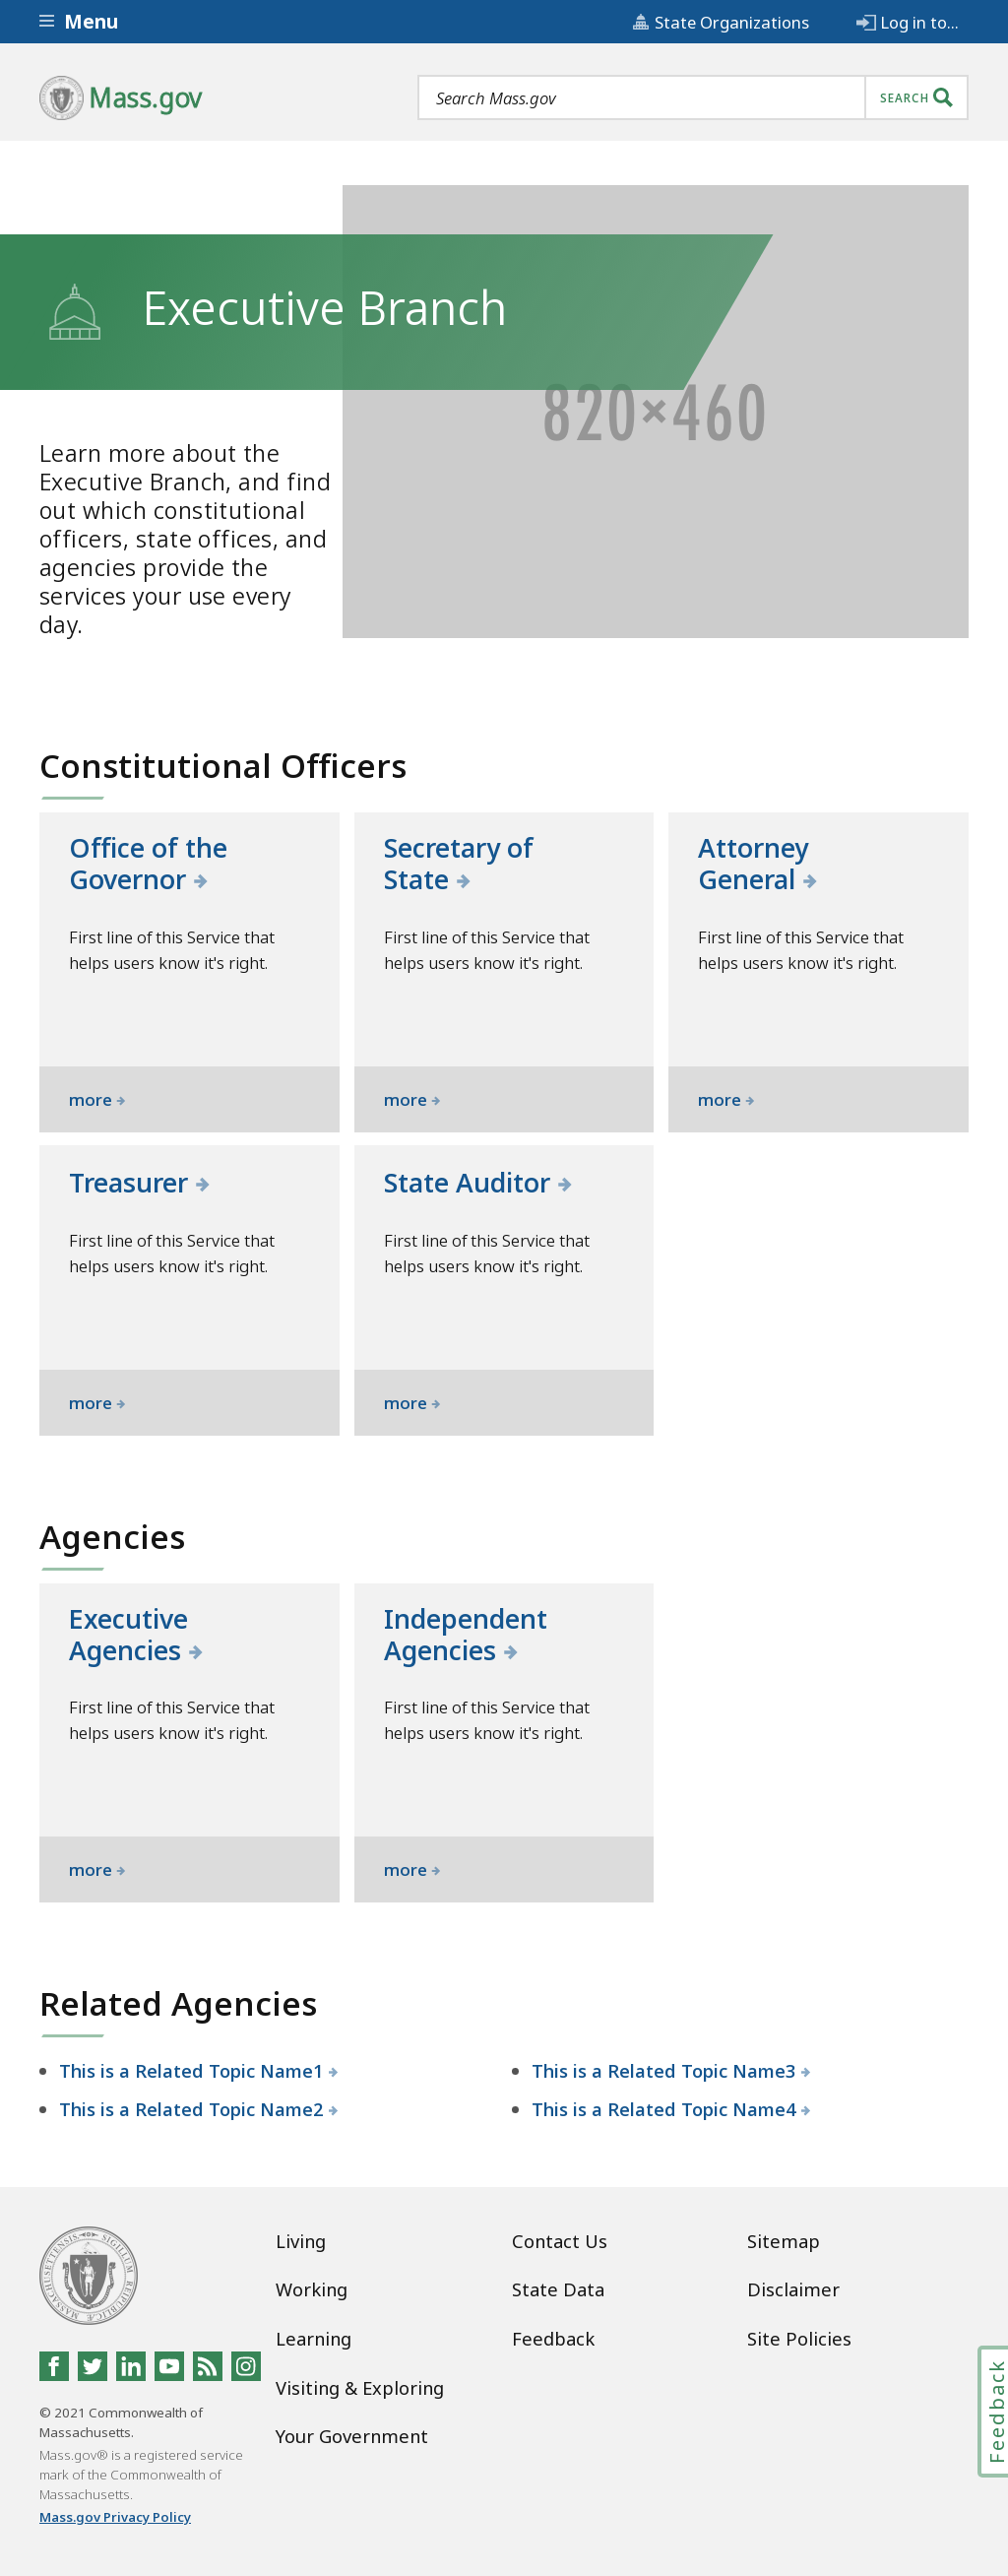 Menu
State Organizations
Log in to...
Mass.gov
Search Mass.gov
SEARCH
Executive Branch
820×460
Learn more about the
Executive Branch, and find
out which constitutional
officers, state offices, and
agencies provide the
services your use every
day.
Constitutional Officers
Office of the
Governor
First line of this Service that
helps users know it's right.
more
Secretary of
State
First line of this Service that
helps users know it's right.
more
Attorney
General
First line of this Service that
helps users know it's right.
more
Treasurer
First line of this Service that
helps users know it's right.
more
State Auditor
First line of this Service that
helps users know it's right.
more
Agencies
Executive
Agencies
First line of this Service that
helps users know it's right.
more
Independent
Agencies
First line of this Service that
helps users know it's right.
more
Related Agencies
This is a Related Topic Name1
This is a Related Topic Name2
This is a Related Topic Name3
This is a Related Topic Name4
Living
Working
Learning
Visiting & Exploring
Your Government
Contact Us
State Data
Feedback
Sitemap
Disclaimer
Site Policies
© 2021 Commonwealth of
Massachusetts.
Mass.gov® is a registered service
mark of the Commonwealth of
Massachusetts.
Mass.gov Privacy Policy
Feedback